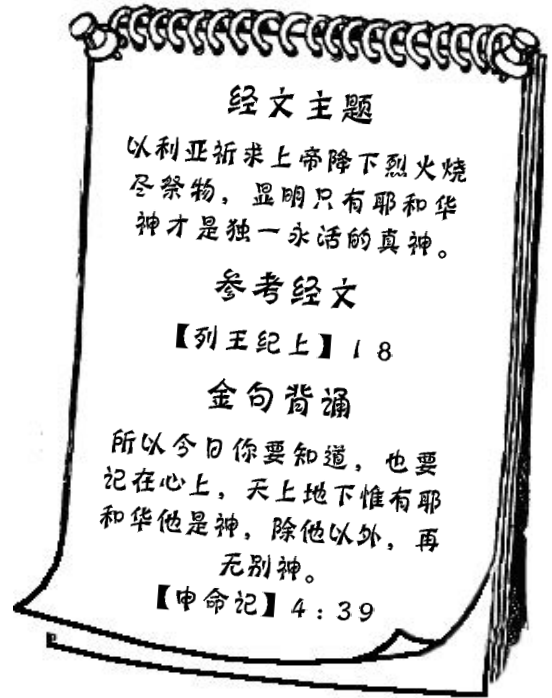 经文主题
以利亚祈求上帝降下烈火烧
尽祭物，显明只有耶和华
神才是独一永活的真神。
参考经文
【列王纪上】18
金句背诵
所以今日你要知道，也要
记在心上，天上地下惟有耶
和华他是神，除他以外，再
无别神。
【申命记】4:39